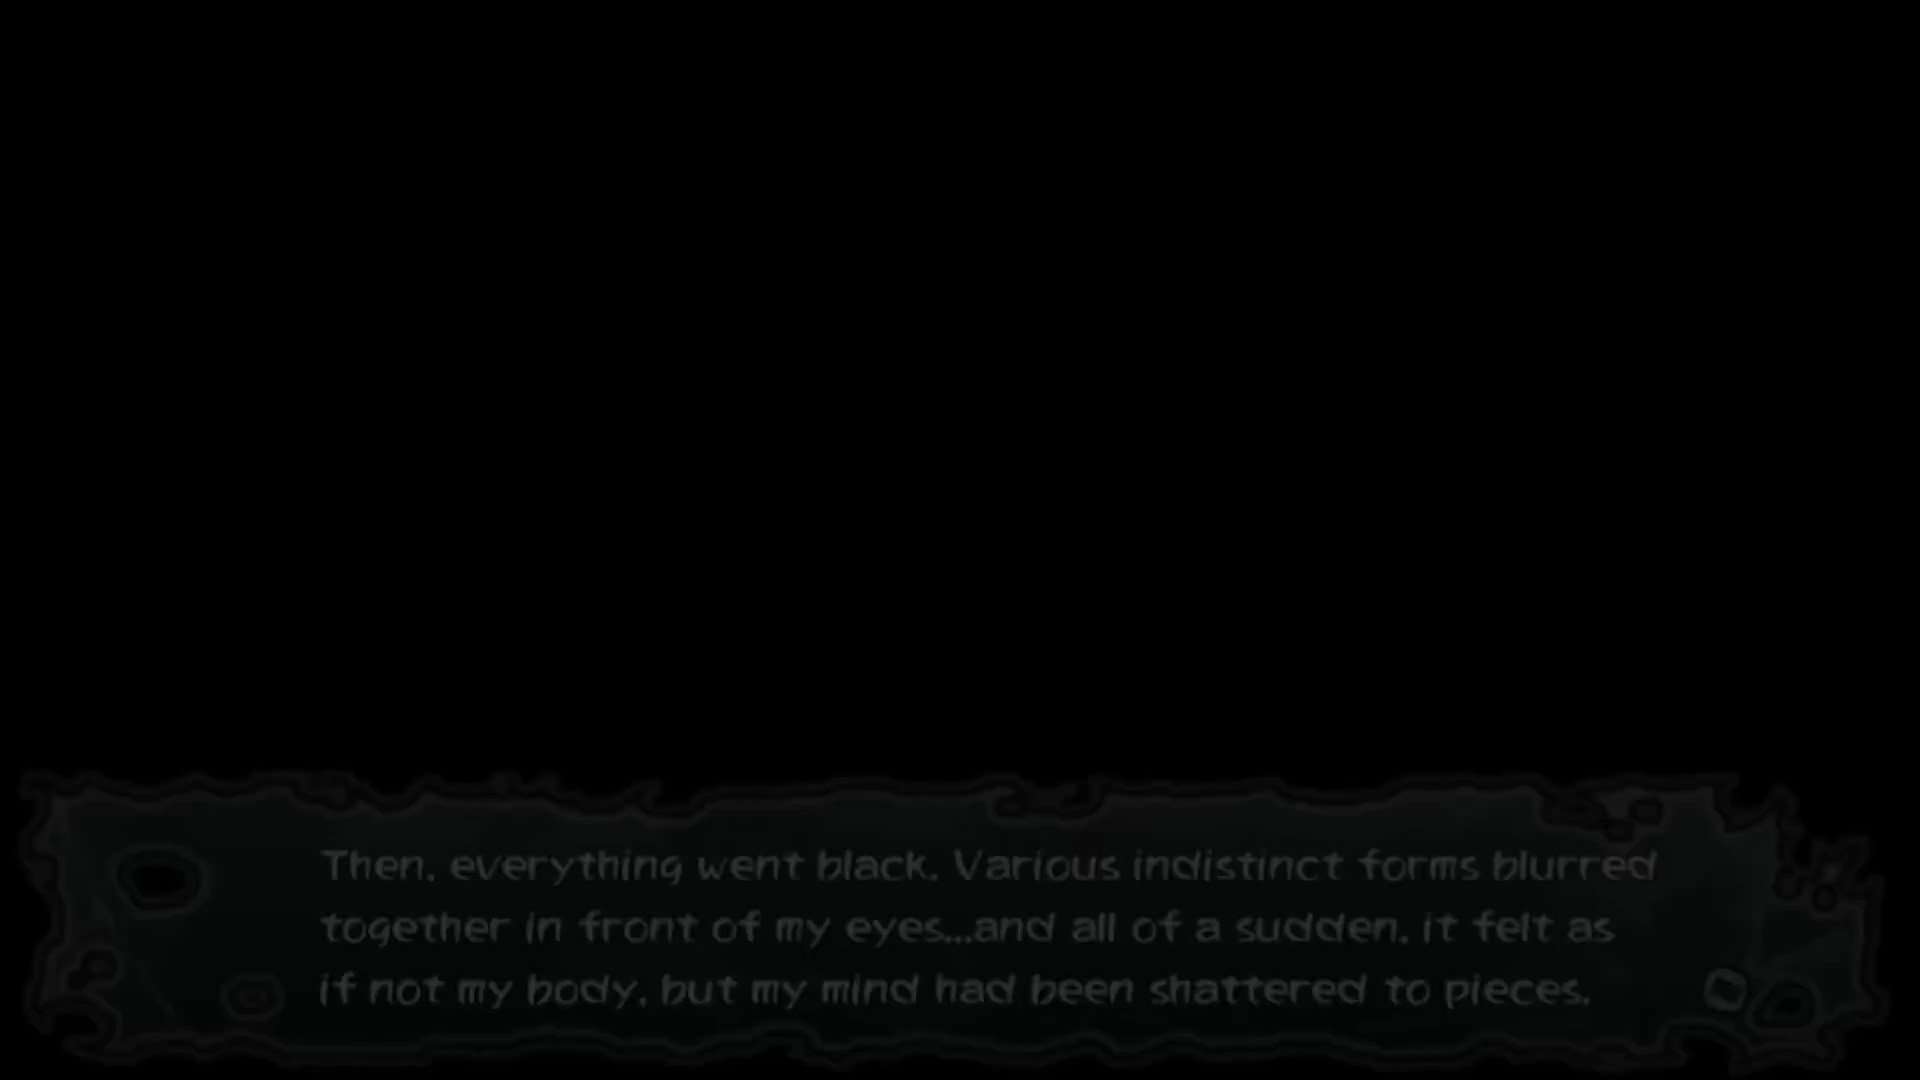 Then, everything went black. Various indistinct forms blurred
together in front of my eyes...and all of a sudden, it felt as
if not my body, but my mind had been shattered to pieces.